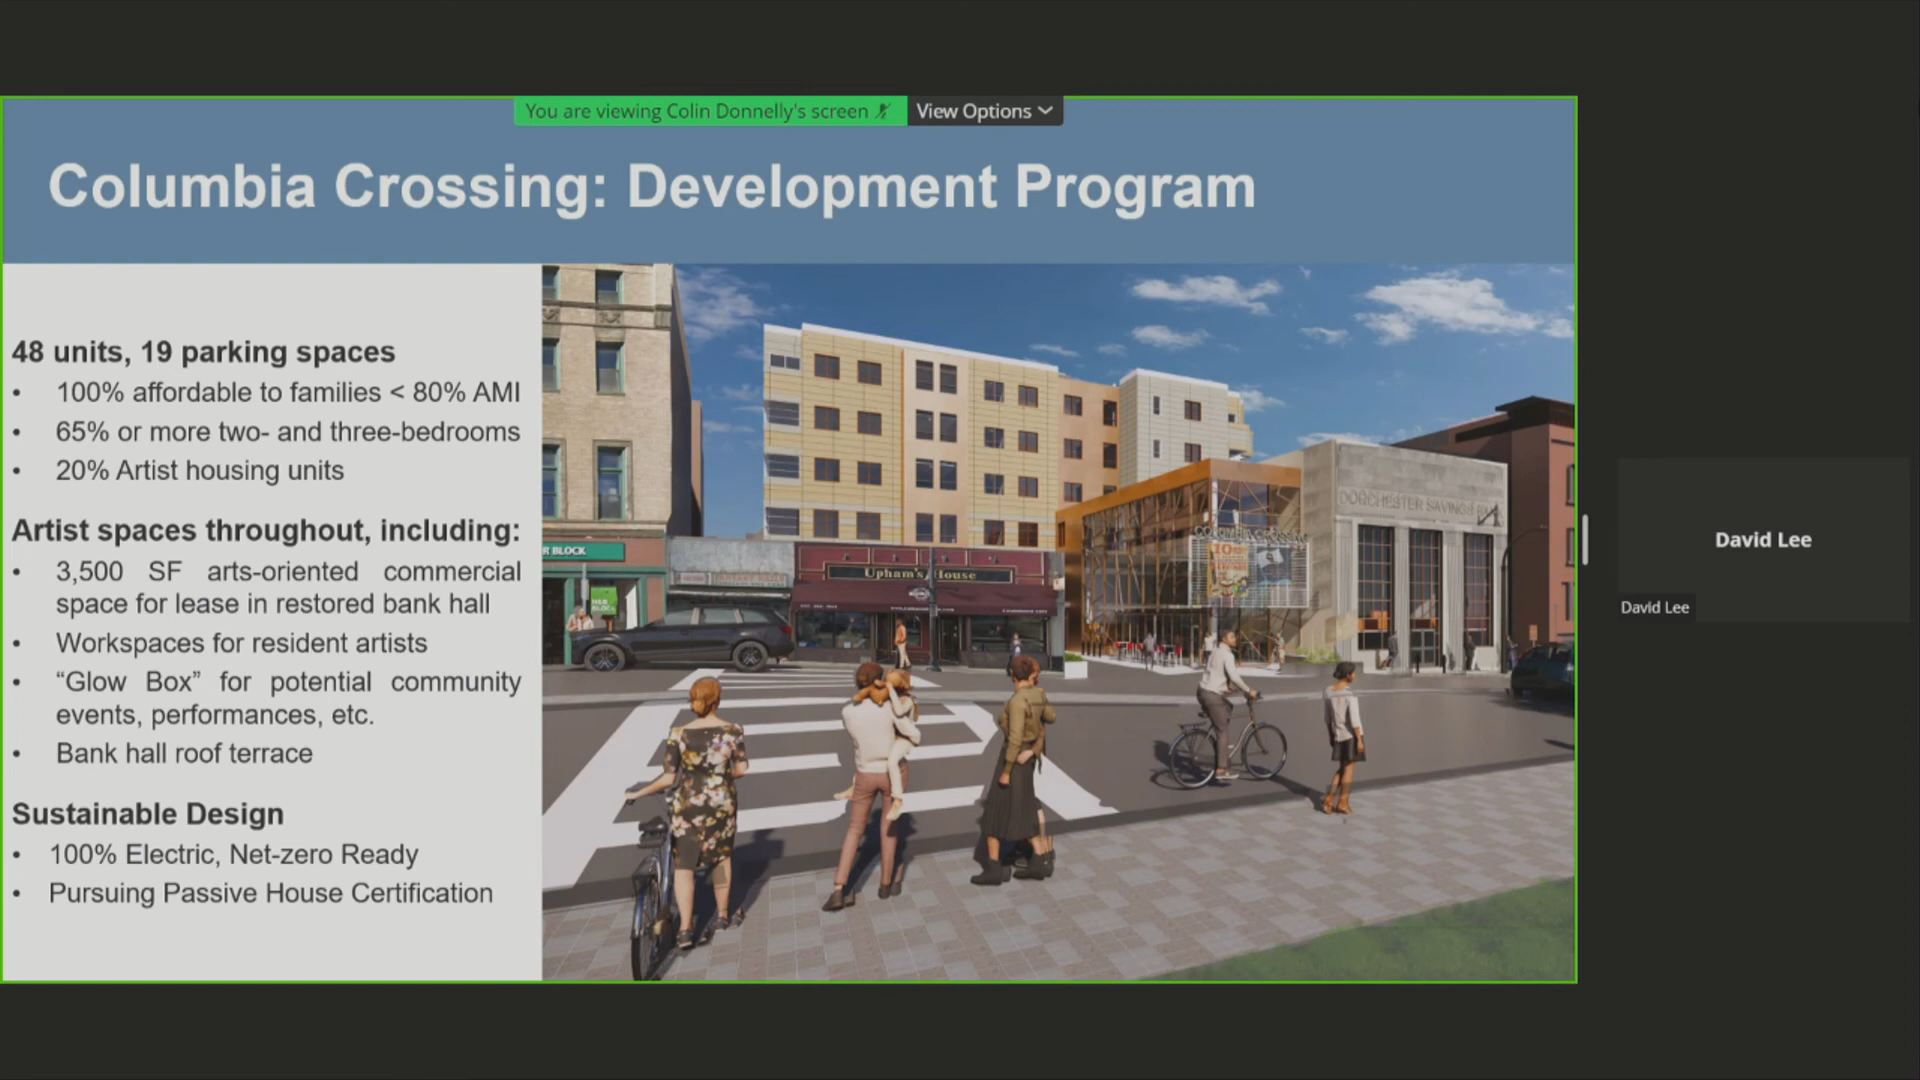 You are viewing Colin Donnelly's screen
View Options
Columbia Crossing: Development Program
48 units, 19 parking spaces
• 100% affordable to families < 80% AMI
• 65% or more two- and three-bedrooms
• 20% Artist housing units
Artist spaces throughout, including:
• 3,500 SF arts-oriented commercial
space for lease in restored bank hall
• Workspaces for resident artists
• “Glow Box” for potential community
events, performances, etc.
• Bank hall roof terrace
Sustainable Design
• 100% Electric, Net-zero Ready
• Pursuing Passive House Certification
R BLOCK
Upham's House
COLUMBIA CROSSING
DORCHESTER SAVINGS
David Lee
David Lee